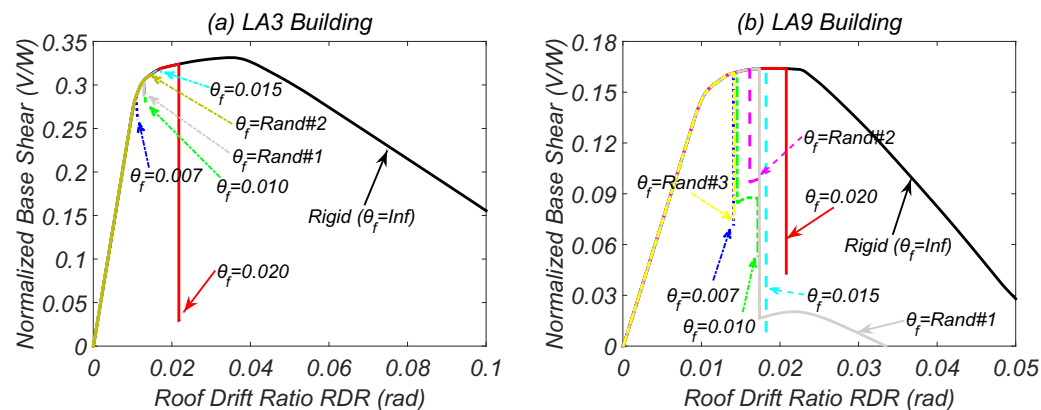 (a) LA3 Building
Normalized Base Shear (V/W)
0.35
0.3
0.25
0.2
0.15
0.1
0.05
0
θf=0.015
θf=Rand#2
θf=Rand#1
θf=0.007
θf=0.010
Rigid (θf=Inf)
θf=0.020
0 0.02 0.04 0.06 0.08 0.1
Roof Drift Ratio RDR (rad)
(b) LA9 Building
Normalized Base Shear (V/W)
0.18
0.15
0.12
0.09
0.06
0.03
0
θf=Rand#2
θf=Rand#3
θf=0.020
Rigid (θf=Inf)
θf=0.007
θf=0.015
θf=0.010
θf=Rand#1
0 0.01 0.02 0.03 0.04 0.05
Roof Drift Ratio RDR (rad)